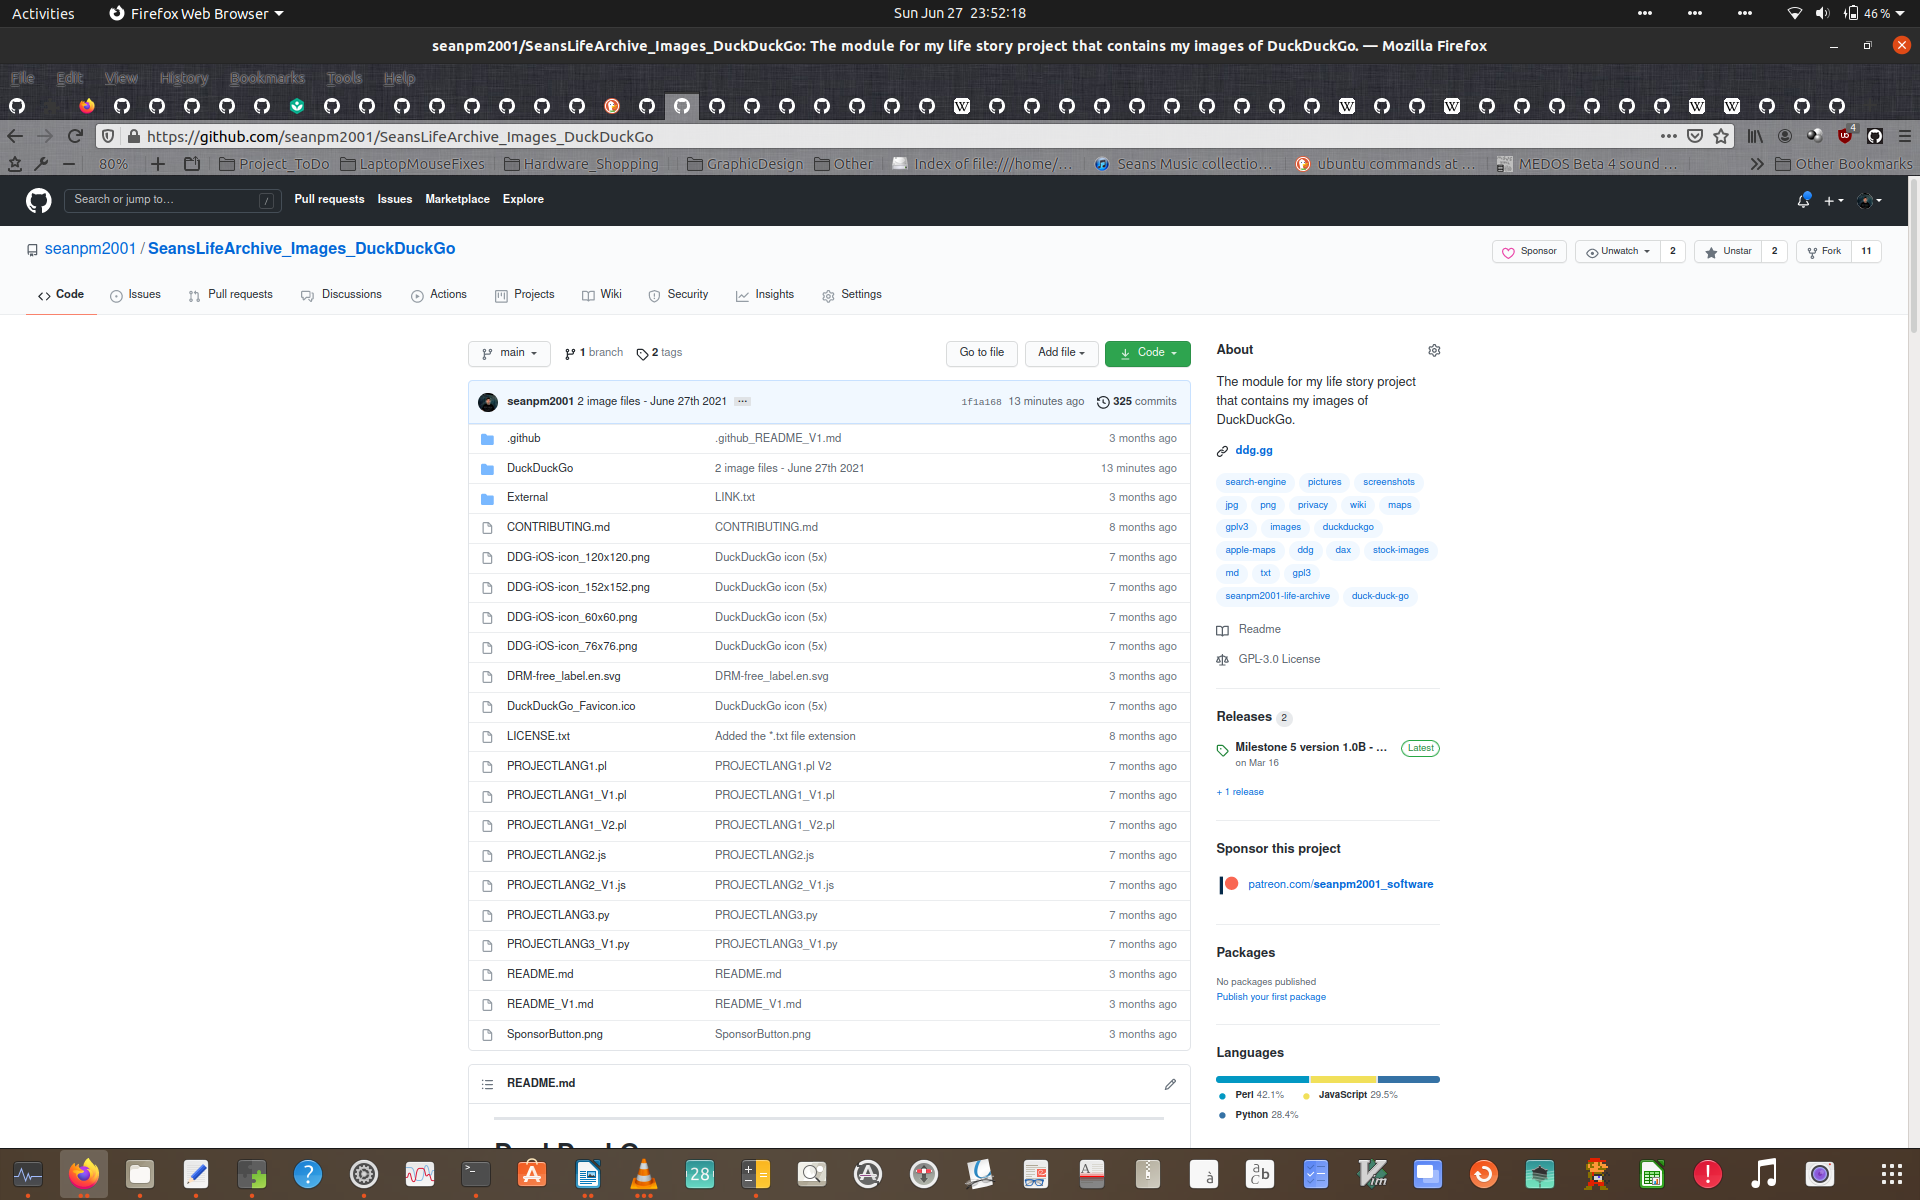 Activities Firefox Web Browser Sun Jun 27 23:52:18 46%
seanpm2001/SeansLifeArchive_Images_DuckDuckGo: The module for my life story project that contains my images of DuckDuckGo. — Mozilla Firefox
File Edit View History Bookmarks Tools Help
https://github.com/seanpm2001/SeansLifeArchive_Images_DuckDuckGo 4
80% Project_ToDo LaptopMouseFixes Hardware_Shopping GraphicDesign Other Index of file:///home/... Seans Music collectio... ubuntu commands at ... MEDOS Beta 4 sound ... Other Bookmarks
Search or jump to... / Pull requests Issues Marketplace Explore
seanpm2001 / SeansLifeArchive_Images_DuckDuckGo Sponsor Unwatch 2 Unstar 2 Fork 11
Code Issues Pull requests Discussions Actions Projects Wiki Security Insights Settings
main 1 branch 2 tags Go to file Add file Code
seanpm2001 2 image files - June 27th 2021 ... 1f1a168 13 minutes ago 325 commits
.github .github_README_V1.md 3 months ago
DuckDuckGo 2 image files - June 27th 2021 13 minutes ago
External LINK.txt 3 months ago
CONTRIBUTING.md CONTRIBUTING.md 8 months ago
DDG-iOS-icon_120x120.png DuckDuckGo icon (5x) 7 months ago
DDG-iOS-icon_152x152.png DuckDuckGo icon (5x) 7 months ago
DDG-iOS-icon_60x60.png DuckDuckGo icon (5x) 7 months ago
DDG-iOS-icon_76x76.png DuckDuckGo icon (5x) 7 months ago
DRM-free_label.en.svg DRM-free_label.en.svg 3 months ago
DuckDuckGo_Favicon.ico DuckDuckGo icon (5x) 7 months ago
LICENSE.txt Added the *.txt file extension 8 months ago
PROJECTLANG1.pl PROJECTLANG1.pl V2 7 months ago
PROJECTLANG1_V1.pl PROJECTLANG1_V1.pl 7 months ago
PROJECTLANG1_V2.pl PROJECTLANG1_V2.pl 7 months ago
PROJECTLANG2.js PROJECTLANG2.js 7 months ago
PROJECTLANG2_V1.js PROJECTLANG2_V1.js 7 months ago
PROJECTLANG3.py PROJECTLANG3.py 7 months ago
PROJECTLANG3_V1.py PROJECTLANG3_V1.py 7 months ago
README.md README.md 3 months ago
README_V1.md README_V1.md 3 months ago
SponsorButton.png SponsorButton.png 3 months ago
README.md
About
The module for my life story project
that contains my images of
DuckDuckGo.
ddg.gg
search-engine pictures screenshots
jpg png privacy wiki maps
gplv3 images duckduckgo
apple-maps ddg dax stock-images
md txt gpl3
seanpm2001-life-archive duck-duck-go
Readme
GPL-3.0 License
Releases 2
Milestone 5 version 1.0B - ... Latest
on Mar 16
+ 1 release
Sponsor this project
patreon.com/seanpm2001_software
Packages
No packages published
Publish your first package
Languages
Perl 42.1% JavaScript 29.5%
Python 28.4%
28